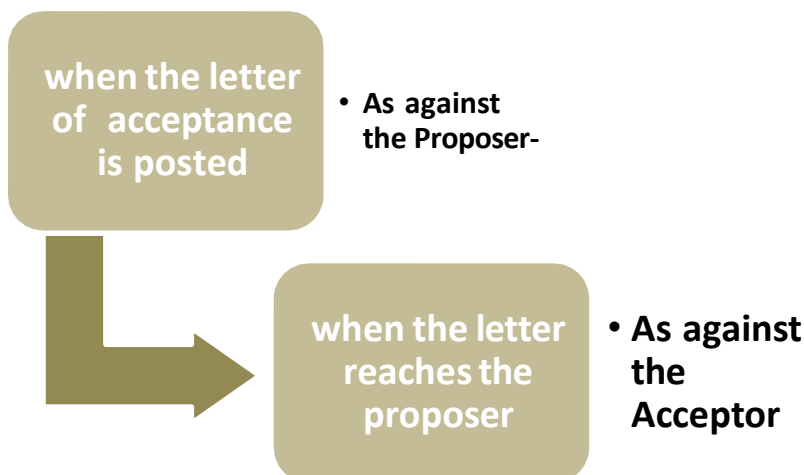 when the letter
of acceptance
is posted
• As against
the Proposer-
when the letter
reaches the
proposer
• As against
the
Acceptor